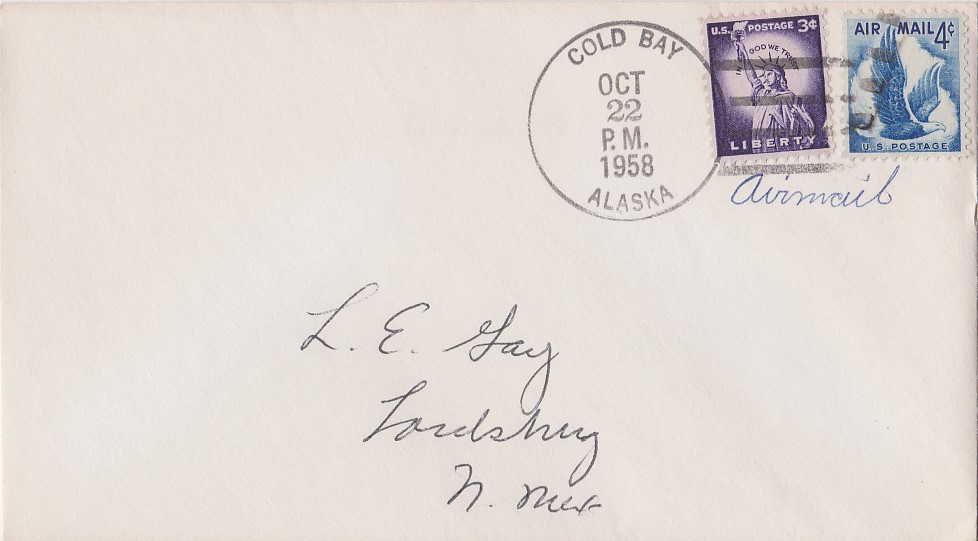 COLD BAY
OCT
22
P.M.
1958
ALASKA
U.S. POSTAGE 3¢
IN GOD WE TRUST
LIBERTY
AIR MAIL 4¢
U.S. POSTAGE
airmail
L. E. Gay
Lordsburg
N. Mex